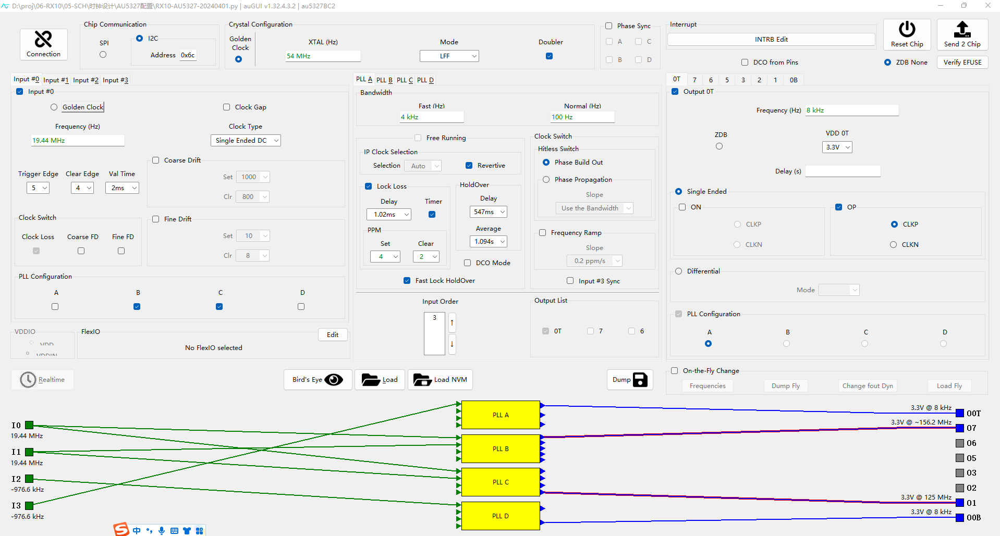 D:\proj\06-RX10\05-SCH\时钟设计\AU5327配置\RX10-AU5327-20240401.py | auGUI v1.32.4.3.2 | au5327BC2
Connection
Chip Communication
SPI
I2C
Address 0x6c
Crystal Configuration
Golden
Clock
XTAL (Hz)
54 MHz
Mode
LFF
Doubler
Phase Sync
A C
B D
Interrupt
INTRB Edit
DCO from Pins
ZDB None
Reset Chip
Send 2 Chip
Verify EFUSE
Input #0 Input #1 Input #2 Input #3
Input #0
Golden Clock
Clock Gap
Frequency (Hz)
19.44 MHz
Clock Type
Single Ended DC
Trigger Edge Clear Edge Val Time
5 4 2ms
Coarse Drift
Set 1000
Clr 800
Clock Switch
Clock Loss Coarse FD Fine FD
Fine Drift
Set 10
Clr 8
PLL Configuration
A B C D
VDDIO
VDD
VDDIN
FlexIO
Edit
No FlexIO selected
PLL A PLL B PLL C PLL D
Bandwidth
Fast (Hz)
4 kHz
Normal (Hz)
100 Hz
Free Running
IP Clock Selection
Selection Auto
Revertive
Lock Loss
Delay Timer
1.02ms
PPM
Set Clear
4 2
HoldOver
Delay
547ms
Average
1.094s
DCO Mode
Fast Lock HoldOver
Clock Switch
Hitless Switch
Phase Build Out
Phase Propagation
Slope
Use the Bandwidth
Frequency Ramp
Slope
0.2 ppm/s
Input #3 Sync
Input Order
3
↑
↓
Output List
0T 7 6
0T 7 6 5 3 2 1 0B
Output 0T
Frequency (Hz) 8 kHz
ZDB
VDD 0T
3.3V
Delay (s)
Single Ended
ON
CLKP
CLKN
OP
CLKP
CLKN
Differential
Mode
PLL Configuration
A B C D
Realtime
Bird's Eye
Load
Load NVM
Dump
On-the-Fly Change
Frequencies Dump Fly Change fout Dyn Load Fly
I0
19.44 MHz
I1
19.44 MHz
I2
~976.6 kHz
I3
~976.6 kHz
PLL A
PLL B
PLL C
PLL D
3.3V @ 8 kHz
O0T
3.3V @ ~156.2 MHz
O7
O6
O5
O3
O2
3.3V @ 125 MHz
O1
3.3V @ 8 kHz
O0B
S 中